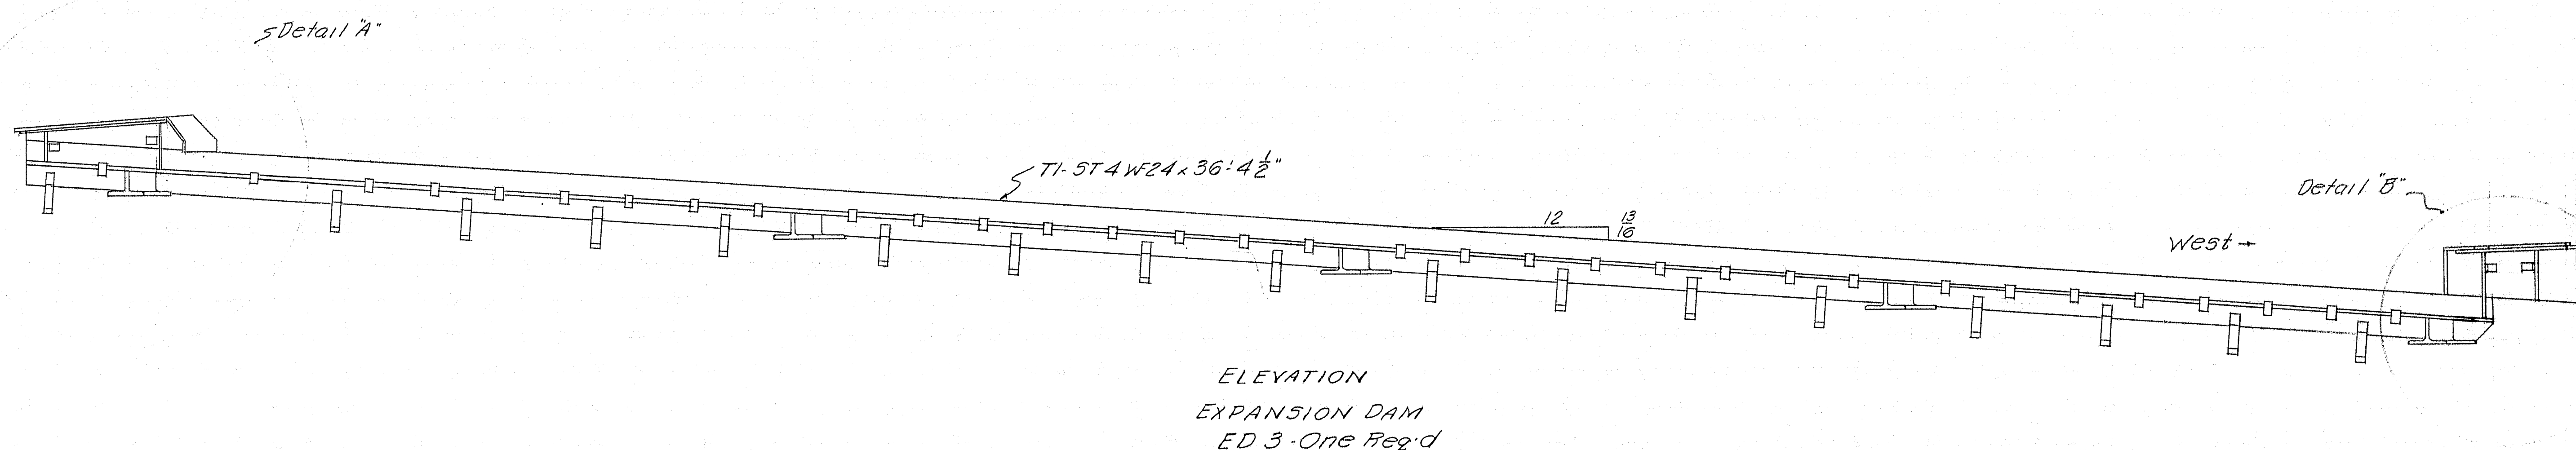 Detail "A"
T1-ST 4 WF24 x 36'-4 1/2"
12
13/16
Detail "B"
West
ELEVATION
EXPANSION DAM
ED 3 - One Req'd